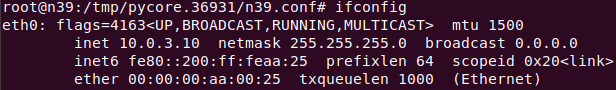 root@n39:/tmp/pycore.36931/n39.conf# ifconfig
eth0: flags=4163<UP,BROADCAST,RUNNING,MULTICAST>  mtu 1500
        inet 10.0.3.10  netmask 255.255.255.0  broadcast 0.0.0.0
        inet6 fe80::200:ff:feaa:25  prefixlen 64  scopeid 0x20<link>
        ether 00:00:00:aa:00:25  txqueuelen 1000  (Ethernet)